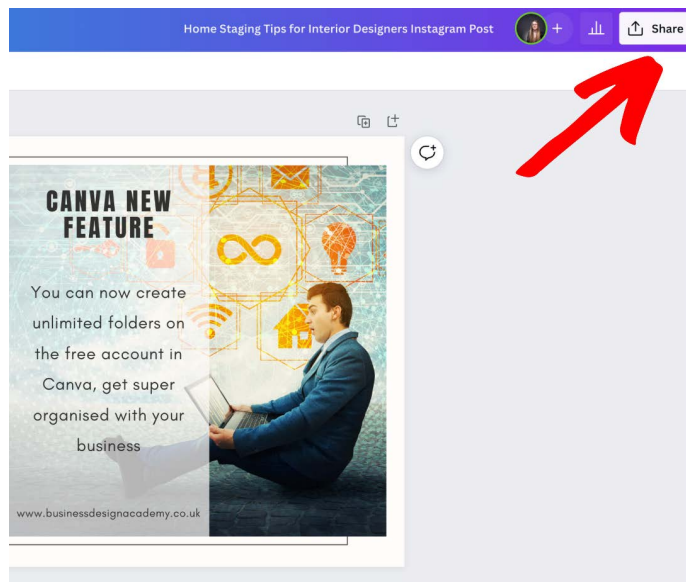 Home Staging Tips for Interior Designers Instagram Post
Share
CANVA NEW
FEATURE
You can now create
unlimited folders on
the free account in
Canva, get super
organised with your
business
www.businessdesignacademy.co.uk